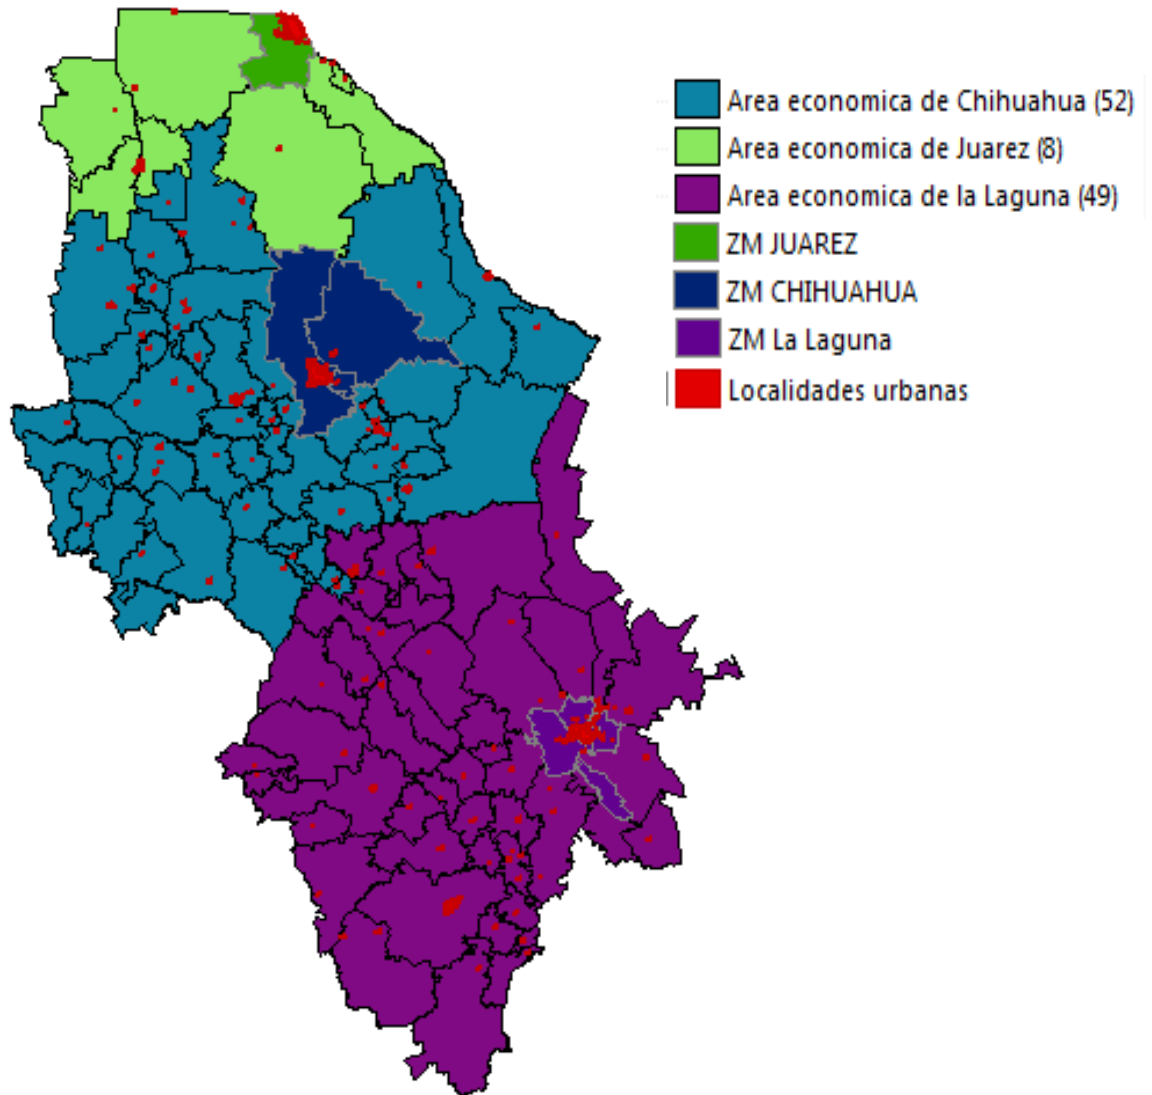 Area economica de Chihuahua (52)
Area economica de Juarez (8)
Area economica de la Laguna (49)
ZM JUAREZ
ZM CHIHUAHUA
ZM La Laguna
Localidades urbanas